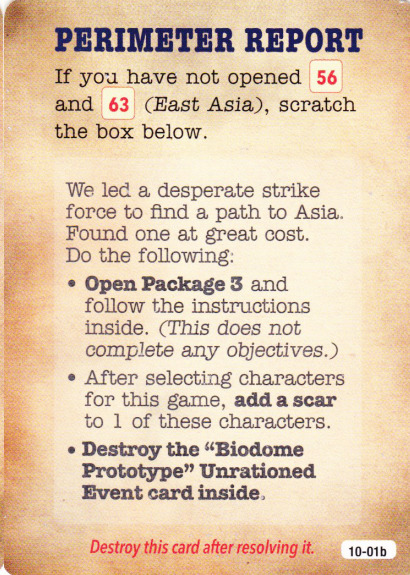 PERIMETER REPORT
If you have not opened 56
and 63 (East Asia), scratch
the box below.
We led a desperate strike
force to find a path to Asia.
Found one at great cost.
Do the following:
• Open Package 3 and
follow the instructions
inside. (This does not
complete any objectives.)
• After selecting characters
for this game, add a scar
to 1 of these characters.
• Destroy the “Biodome
Prototype” Unrationed
Event card inside.
Destroy this card after resolving it.
10-01b